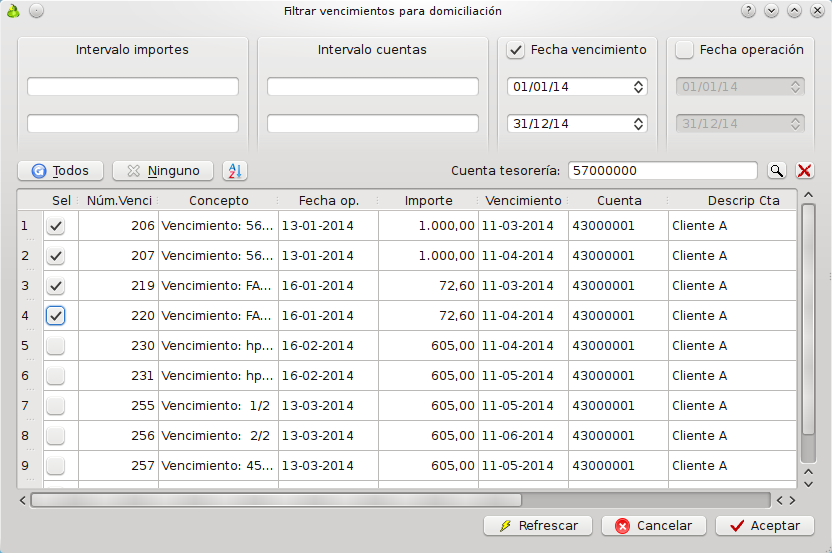 Filtrar vencimientos para domiciliación
Intervalo importes Intervalo cuentas Fecha vencimiento Fecha operación
01/01/14 01/01/14
31/12/14 31/12/14
Todos Ninguno A Z Cuenta tesorería: 57000000
Sel Núm.Venci Concepto Fecha op. Importe Vencimiento Cuenta Descrip Cta
1 206 Vencimiento: 56... 13-01-2014 1.000,00 11-03-2014 43000001 Cliente A
2 207 Vencimiento: 56... 13-01-2014 1.000,00 11-04-2014 43000001 Cliente A
3 219 Vencimiento: FA... 16-01-2014 72,60 11-03-2014 43000001 Cliente A
4 220 Vencimiento: FA... 16-01-2014 72,60 11-04-2014 43000001 Cliente A
5 230 Vencimiento: hp... 16-02-2014 605,00 11-04-2014 43000001 Cliente A
6 231 Vencimiento: hp... 16-02-2014 605,00 11-05-2014 43000001 Cliente A
7 255 Vencimiento: 1/2 13-03-2014 605,00 11-05-2014 43000001 Cliente A
8 256 Vencimiento: 2/2 13-03-2014 605,00 11-06-2014 43000001 Cliente A
9 257 Vencimiento: 45... 13-03-2014 605,00 11-05-2014 43000001 Cliente A
Refrescar Cancelar Aceptar